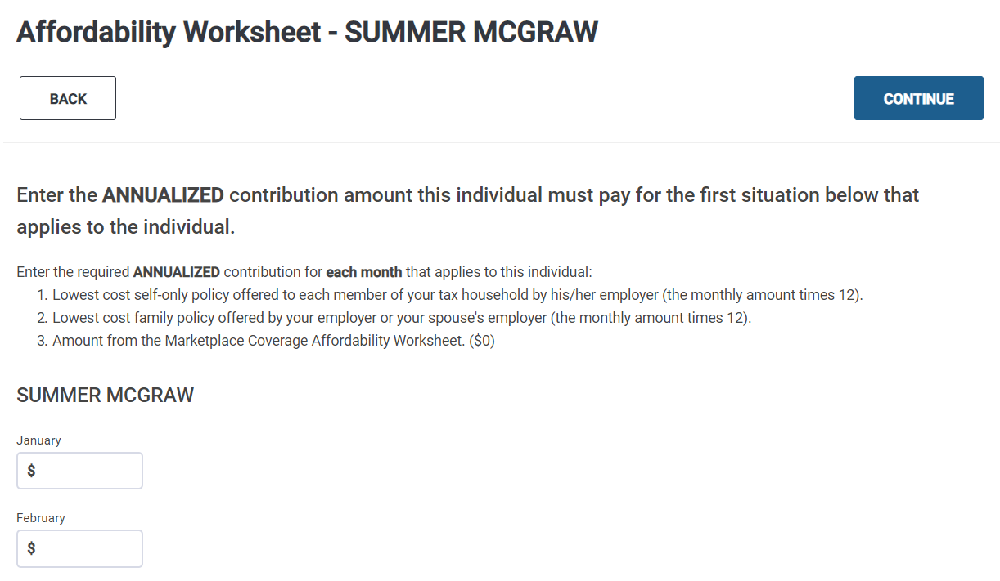 Affordability Worksheet - SUMMER MCGRAW
BACK
CONTINUE
Enter the ANNUALIZED contribution amount this individual must pay for the first situation below that
applies to the individual.
Enter the required ANNUALIZED contribution for each month that applies to this individual:
1. Lowest cost self-only policy offered to each member of your tax household by his/her employer (the monthly amount times 12).
2. Lowest cost family policy offered by your employer or your spouse's employer (the monthly amount times 12).
3. Amount from the Marketplace Coverage Affordability Worksheet. ($0)
SUMMER MCGRAW
January
$
February
$